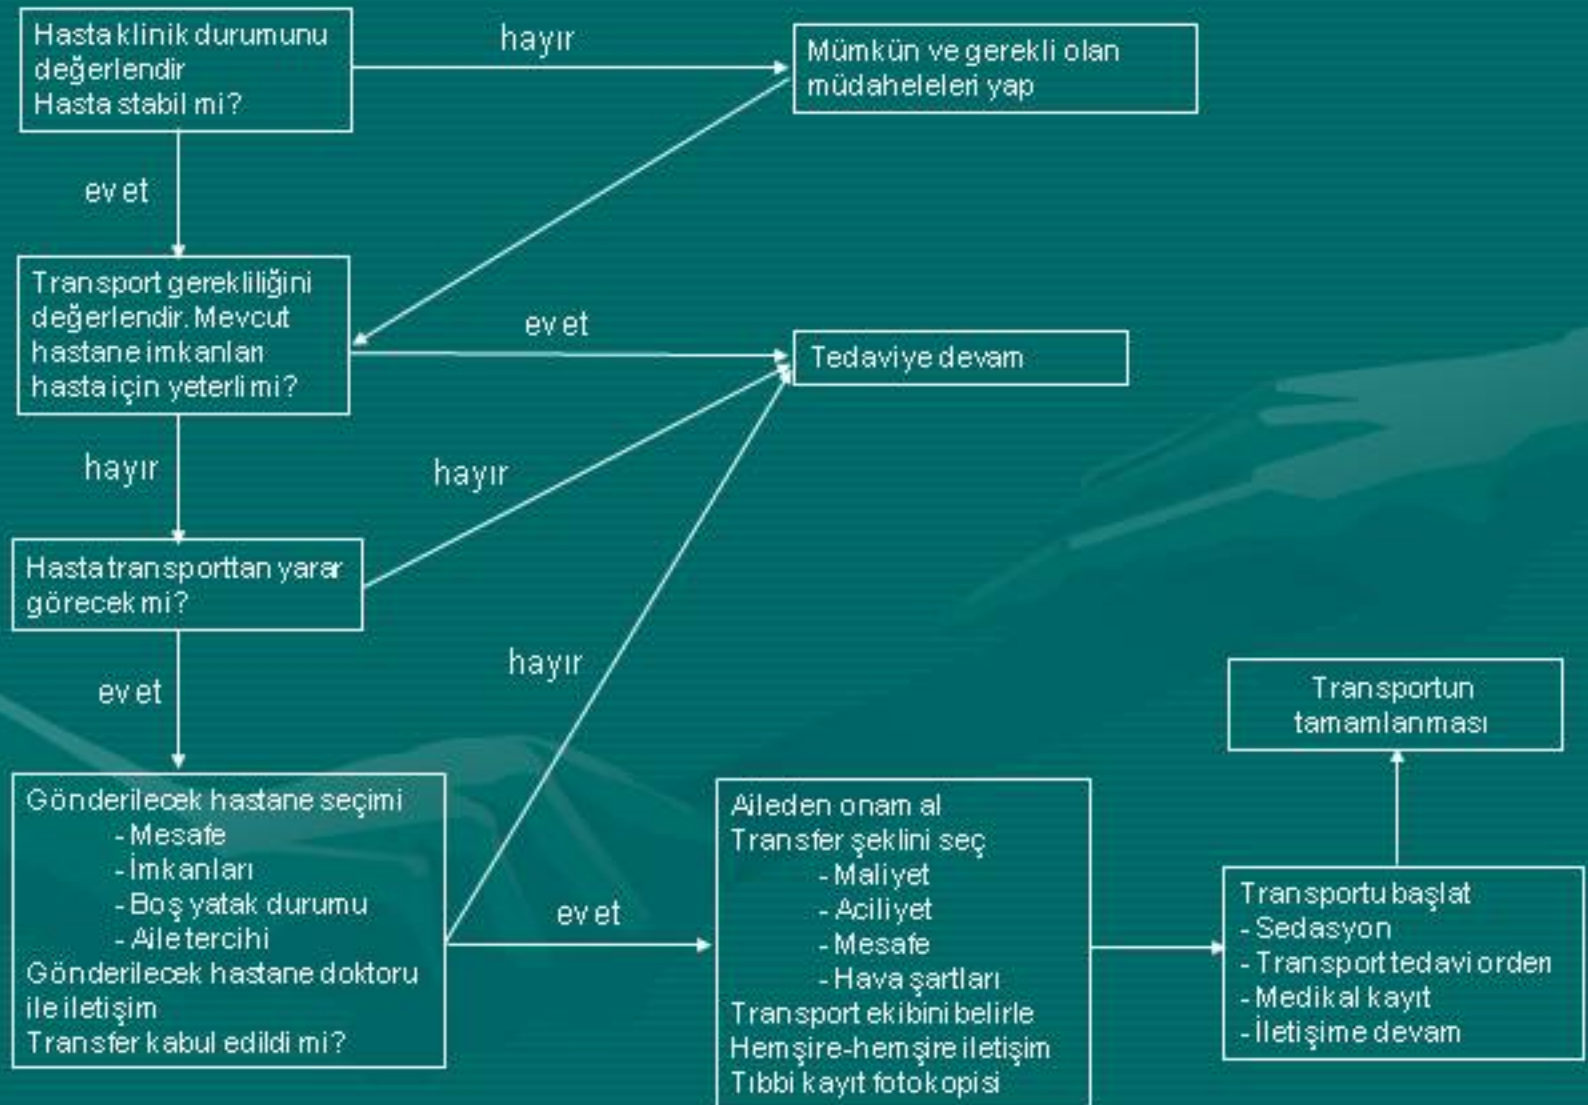 Hasta klinik durumunu
değerlendir
Hasta stabil mi?
hayır
Mümkün ve gerekli olan
müdaheleleri yap
evet
Transport gerekliliğini
değerlendir. Mevcut
hastane imkanları
hasta için yeterli mi?
evet
Tedaviye devam
hayır
hayır
Hasta transporttan yarar
görecek mi?
evet
hayır
Gönderilecek hastane seçimi
- Mesafe
- İmkanları
- Boş yatak durumu
- Aile tercihi
Gönderilecek hastane doktoru
ile iletişim
Transfer kabul edildi mi?
evet
Aileden onam al
Transfer şeklini seç
- Maliyet
- Aciliyet
- Mesafe
- Hava şartları
Transport ekibini belirle
Hemşire-hemşire iletişim
Tıbbi kayıt fotokopisi
Transportu başlat
- Sedasyon
- Transport tedavi orderı
- Medikal kayıt
- İletişime devam
Transportun
tamamlanması